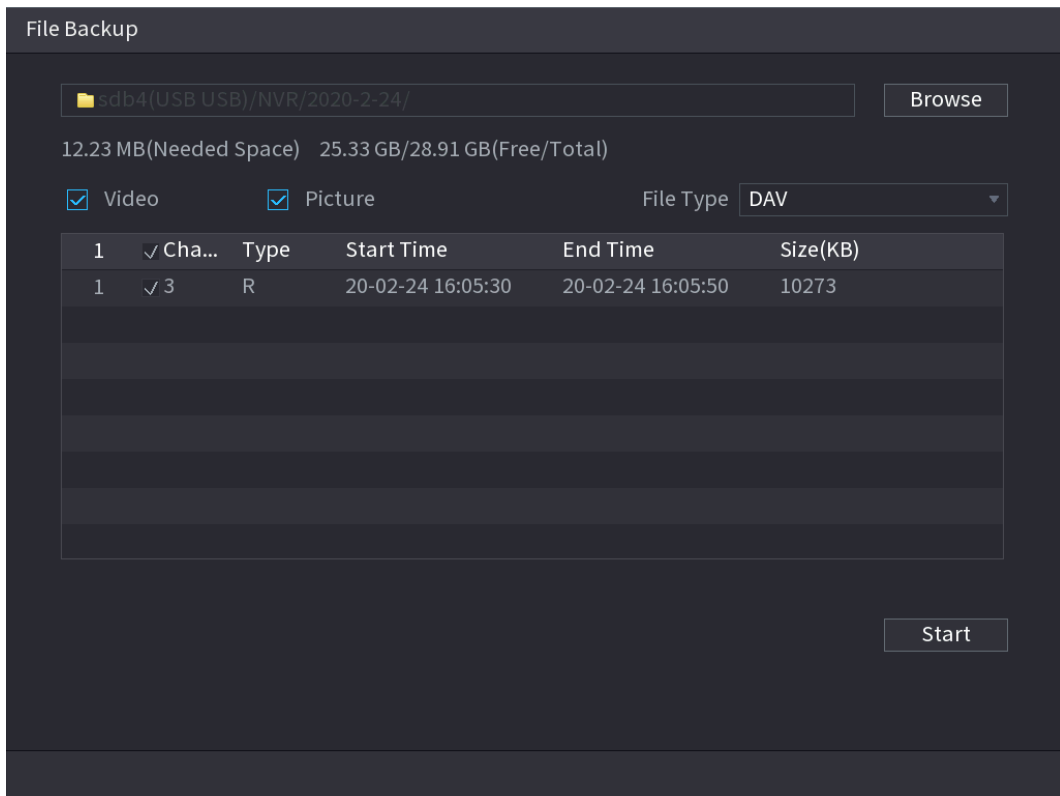 File Backup
sdb4(USB USB)/NVR/2020-2-24/ Browse
12.23 MB(Needed Space) 25.33 GB/28.91 GB(Free/Total)
Video Picture File Type DAV
1 Cha... Type Start Time End Time Size(KB)
1 3 R 20-02-24 16:05:30 20-02-24 16:05:50 10273
Start